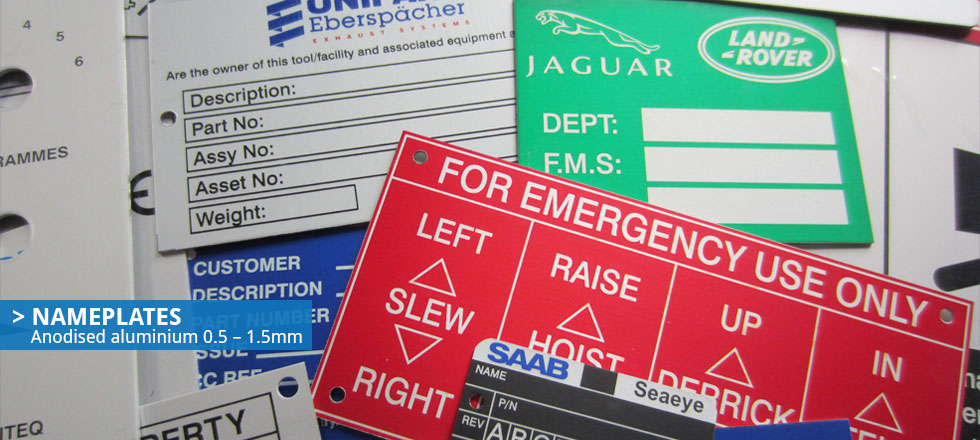 4
5
6
RAMMES
UNIPA
Eberspächer
EXHAUST SYSTEMS
Are the owner of this tool/facility and associated equipment a
Description:
Part No:
Assy No:
Asset No:
Weight:
JAGUAR
LAND-
-ROVER
DEPT:
F.M.S:
CE
CUSTOMER
DESCRIPTION
PART NUMBER
ISSUE
FOR EMERGENCY USE ONLY
LEFT
SLEW
RIGHT
RAISE
HOIST
UP
DERRICK
IN
> NAMEPLATES
Anodised aluminium 0.5 – 1.5mm
SAAB
Seaeye
NAME
P/N
REV
A B C
PERTY
ITEQ